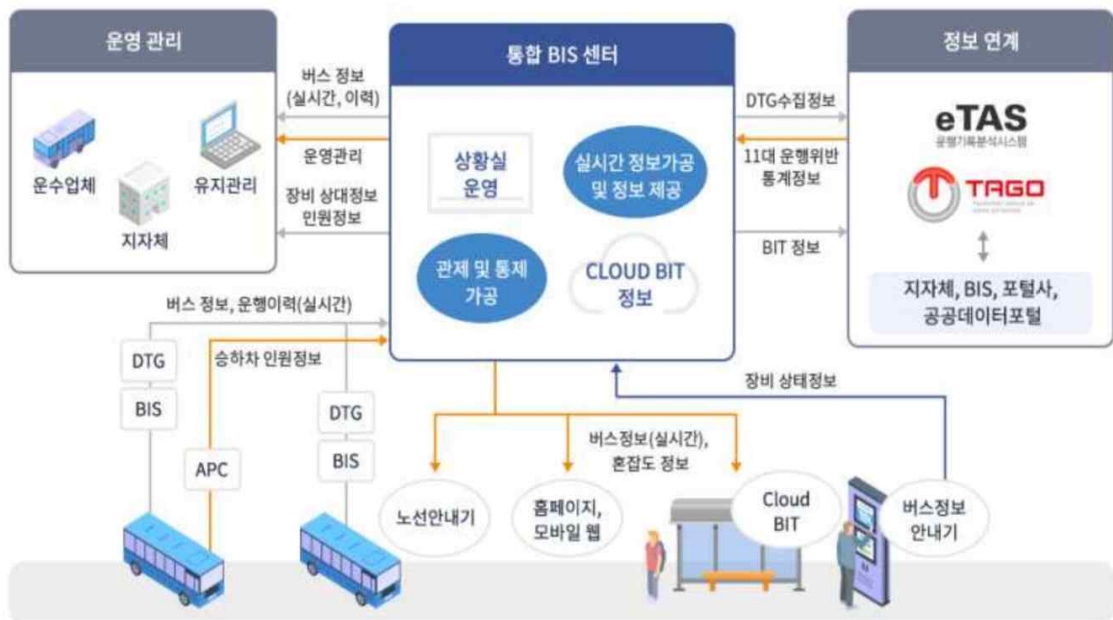 운영 관리
운수업체
지자체
유지관리
버스 정보
(실시간, 이력)
운영관리
장비 상대정보
인원정보
통합 BIS 센터
상황실
운영
실시간 정보가공
및 정보 제공
관제 및 통제
가공
CLOUD BIT
정보
DTG수집정보
11대 운행위반
통계정보
BIT 정보
정보 연계
eTAS
운행기록분석시스템
TAGO
지자체, BIS, 포털사,
공공데이터포털
버스 정보, 운행이력(실시간)
승하차 인원정보
DTG
BIS
APC
DTG
BIS
장비 상태정보
버스정보(실시간),
혼잡도 정보
노선안내기
홈페이지,
모바일 웹
Cloud
BIT
버스정보
안내기